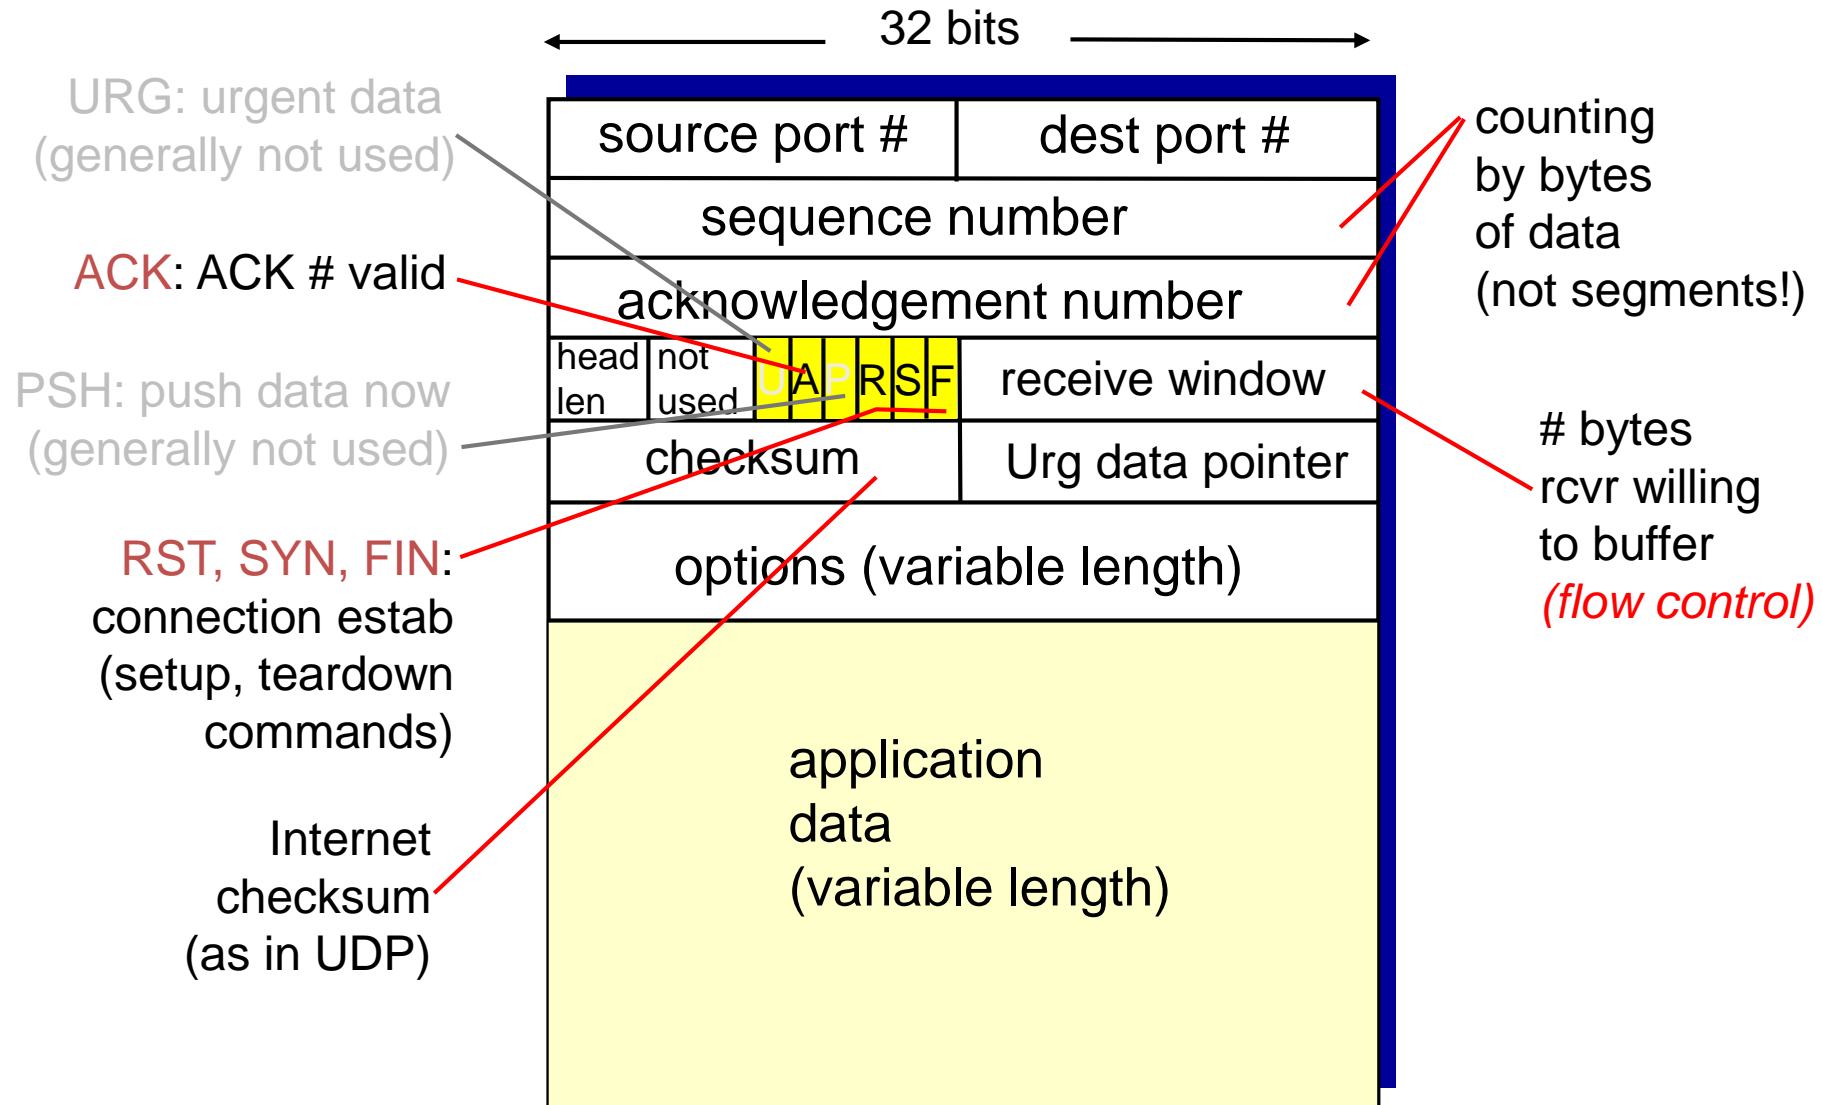 32 bits
URG: urgent data
(generally not used)
ACK: ACK # valid
PSH: push data now
(generally not used)
RST, SYN, FIN:
connection estab
(setup, teardown
commands)
Internet
checksum
(as in UDP)
source port #
dest port #
sequence number
acknowledgement number
head
len
not
used
U
A
P
R
S
F
receive window
checksum
Urg data pointer
options (variable length)
application
data
(variable length)
counting
by bytes
of data
(not segments!)
# bytes
rcvr willing
to buffer
(flow control)